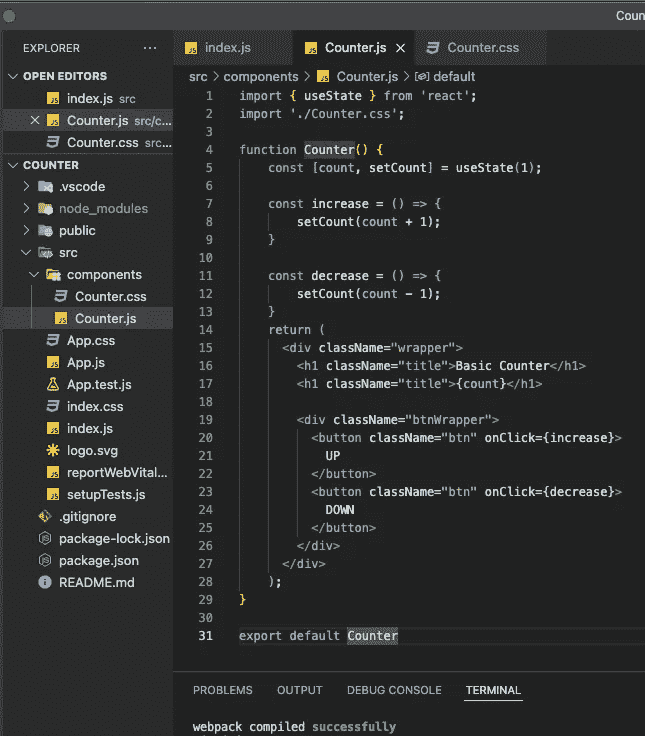 Coun
EXPLORER ...
index.js
Counter.js ×
Counter.css
OPEN EDITORS
index.js src
× Counter.js src/c...
Counter.css src...
COUNTER
.vscode
node_modules
public
src
components
Counter.css
Counter.js
App.css
App.js
App.test.js
index.css
index.js
logo.svg
reportWebVital...
setupTests.js
.gitignore
package-lock.json
package.json
README.md
src > components > Counter.js > default
1 import { useState } from 'react';
2 import './Counter.css';
3
4 function Counter() {
5 const [count, setCount] = useState(1);
6
7 const increase = () => {
8 setCount(count + 1);
9 }
10
11 const decrease = () => {
12 setCount(count - 1);
13 }
14 return (
15 <div className="wrapper">
16 <h1 className="title">Basic Counter</h1>
17 <h1 className="title">{count}</h1>
18
19 <div className="btnWrapper">
20 <button className="btn" onClick={increase}>
21 UP
22 </button>
23 <button className="btn" onClick={decrease}>
24 DOWN
25 </button>
26 </div>
27 </div>
28 );
29 }
30
31 export default Counter
PROBLEMS OUTPUT DEBUG CONSOLE TERMINAL
webpack compiled successfully